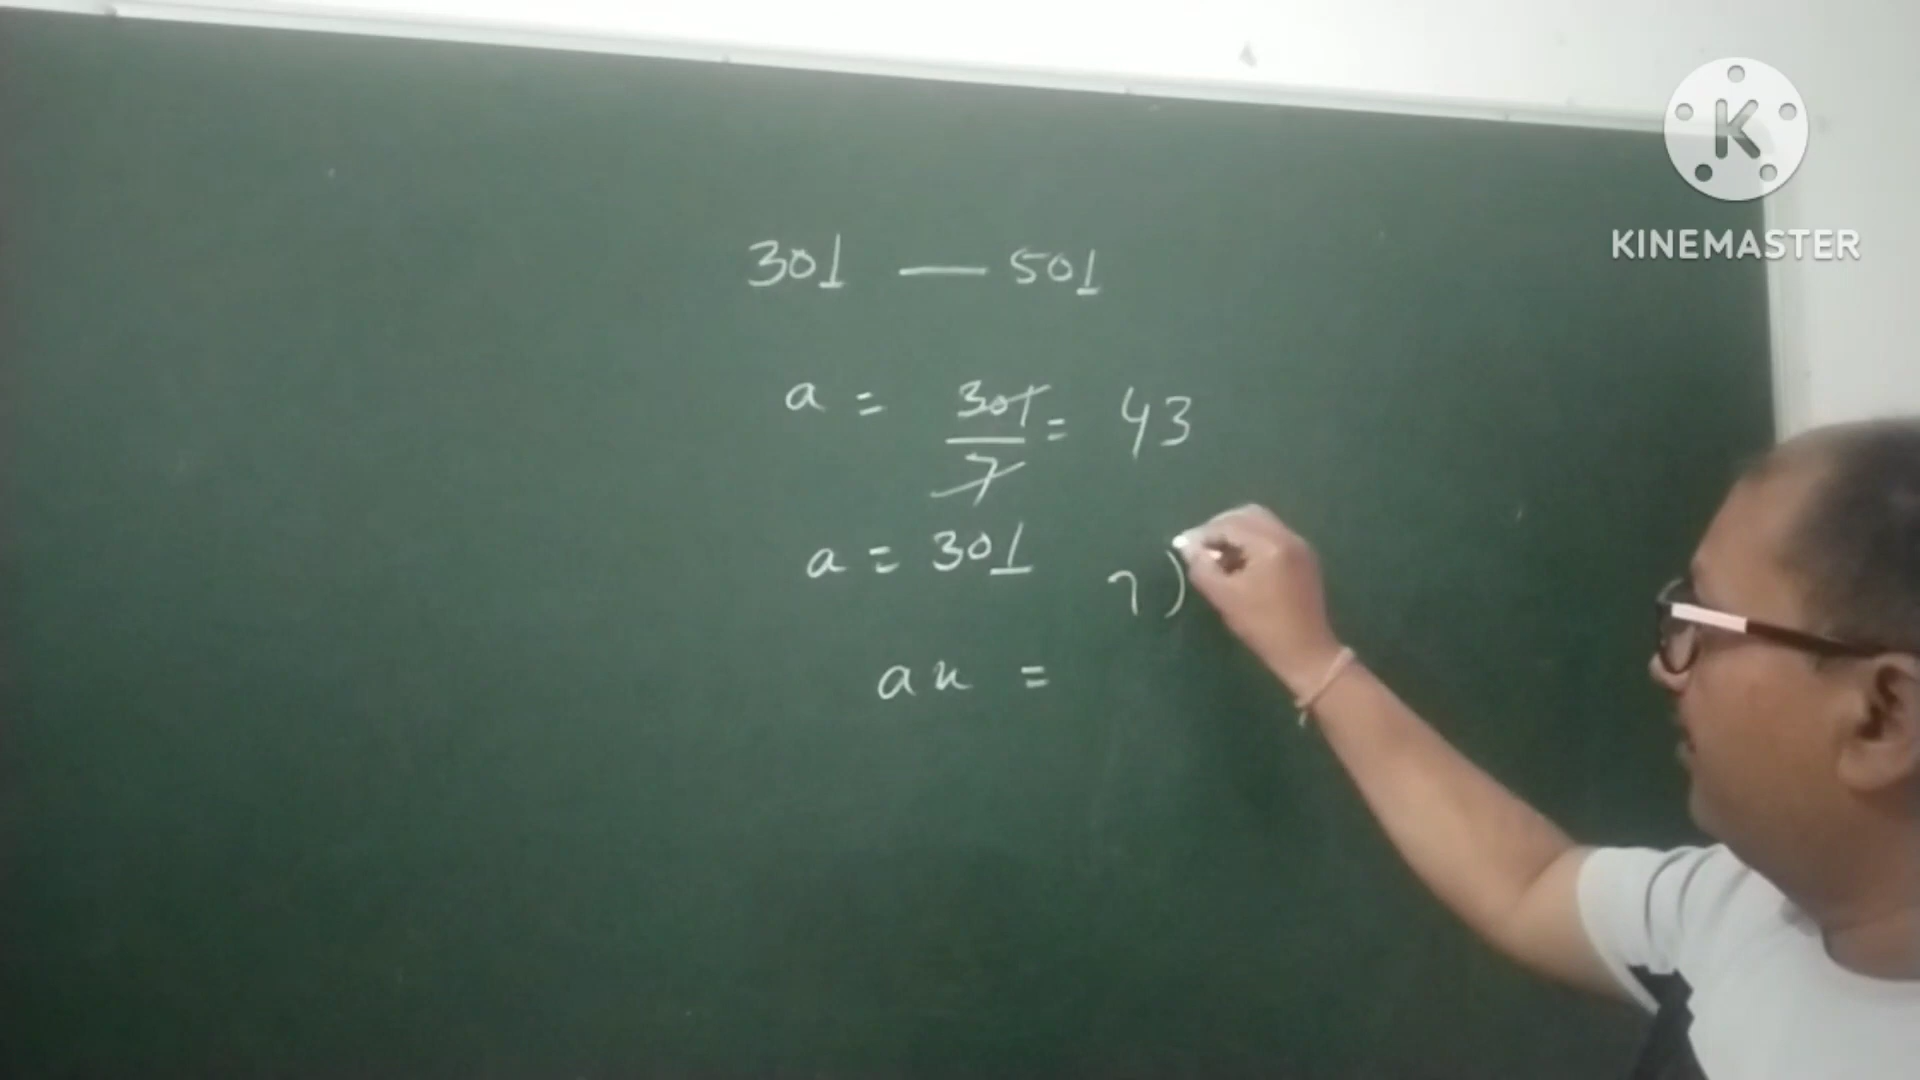 301 — 501
a = 301/7 = 43
a = 301
7)
an =
KINEMASTER